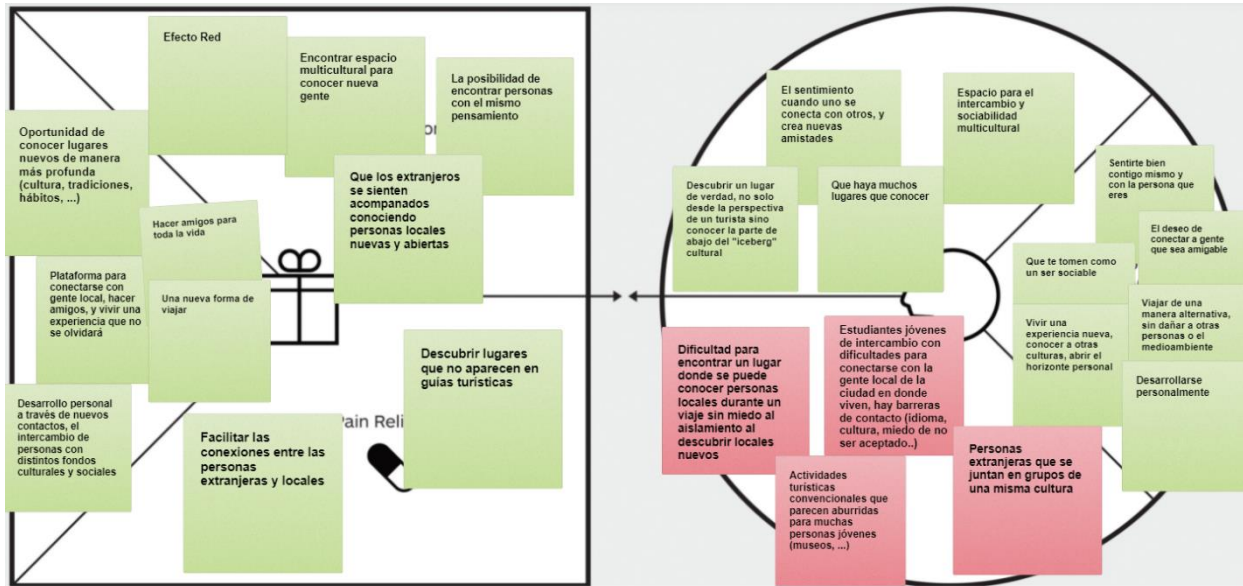 Efecto Red
Encontrar espacio
multicultural para
conocer nueva
gente
La posibilidad de
encontrar personas
con el mismo
pensamiento
Oportunidad de
conocer lugares
nuevos de manera
más profunda
(cultura, tradiciones,
hábitos, ...)
Que los extranjeros
se sienten
acompanados
conociendo
personas locales
nuevas y abiertas
Hacer amigos para
toda la vida
Plataforma para
conectarse con
gente local, hacer
amigos, y vivir una
experiencia que no
se olvidará
Una nueva forma de
viajar
Descubrir lugares
que no aparecen en
guías turísticas
Desarrollo personal
a través de nuevos
contactos, el
intercambio de
personas con
distintos fondos
culturales y sociales
Facilitar las
conexiones entre las
personas
extranjeras y locales
Pain Reli
El sentimiento
cuando uno se
conecta con otros, y
crea nuevas
amistades
Espacio para el
intercambio y
sociabilidad
multicultural
Descubrir un lugar
de verdad, no solo
desde la perspectiva
de un turista sino
conocer la parte de
abajo del "iceberg"
cultural
Que haya muchos
lugares que conocer
Sentirte bien
contigo mismo y
con la persona que
eres
El deseo de
conectar a gente
que sea amigable
Que te tomen como
un ser sociable
Viajar de una
manera alternativa,
sin dañar a otras
personas o el
medioambiente
Vivir una
experiencia nueva,
conocer a otras
culturas, abrir el
horizonte personal
Desarrollarse
personalmente
Dificultad para
encontrar un lugar
donde se puede
conocer personas
locales durante un
viaje sin miedo al
aislamiento al
descubrir locales
nuevos
Estudiantes jóvenes
de intercambio con
dificultades para
conectarse con la
gente local de la
ciudad en donde
viven, hay barreras
de contacto (idioma,
cultura, miedo de no
ser aceptado..)
Actividades
turísticas
convencionales que
parecen aburridas
para muchas
personas jóvenes
(museos, ...)
Personas
extranjeras que se
juntan en grupos de
una misma cultura